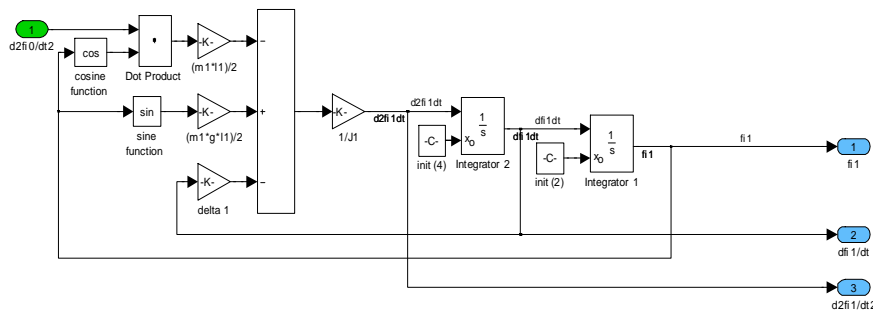 1
d2fi0/dt2
cos
cosine
function
Dot Product
-K-
(m1*l1)/2
−
sin
sine
function
-K-
(m1*g*l1)/2
+
-K-
delta 1
−
-K-
1/J1
d2fi1dt
d2fi1dt
-C-
init (4)
xo
1
s
Integrator 2
dfi1dt
dfi1dt
-C-
init (2)
xo
1
s
Integrator 1
fi1
fi1
1
fi1
2
dfi1/dt
3
d2fi1/dt2